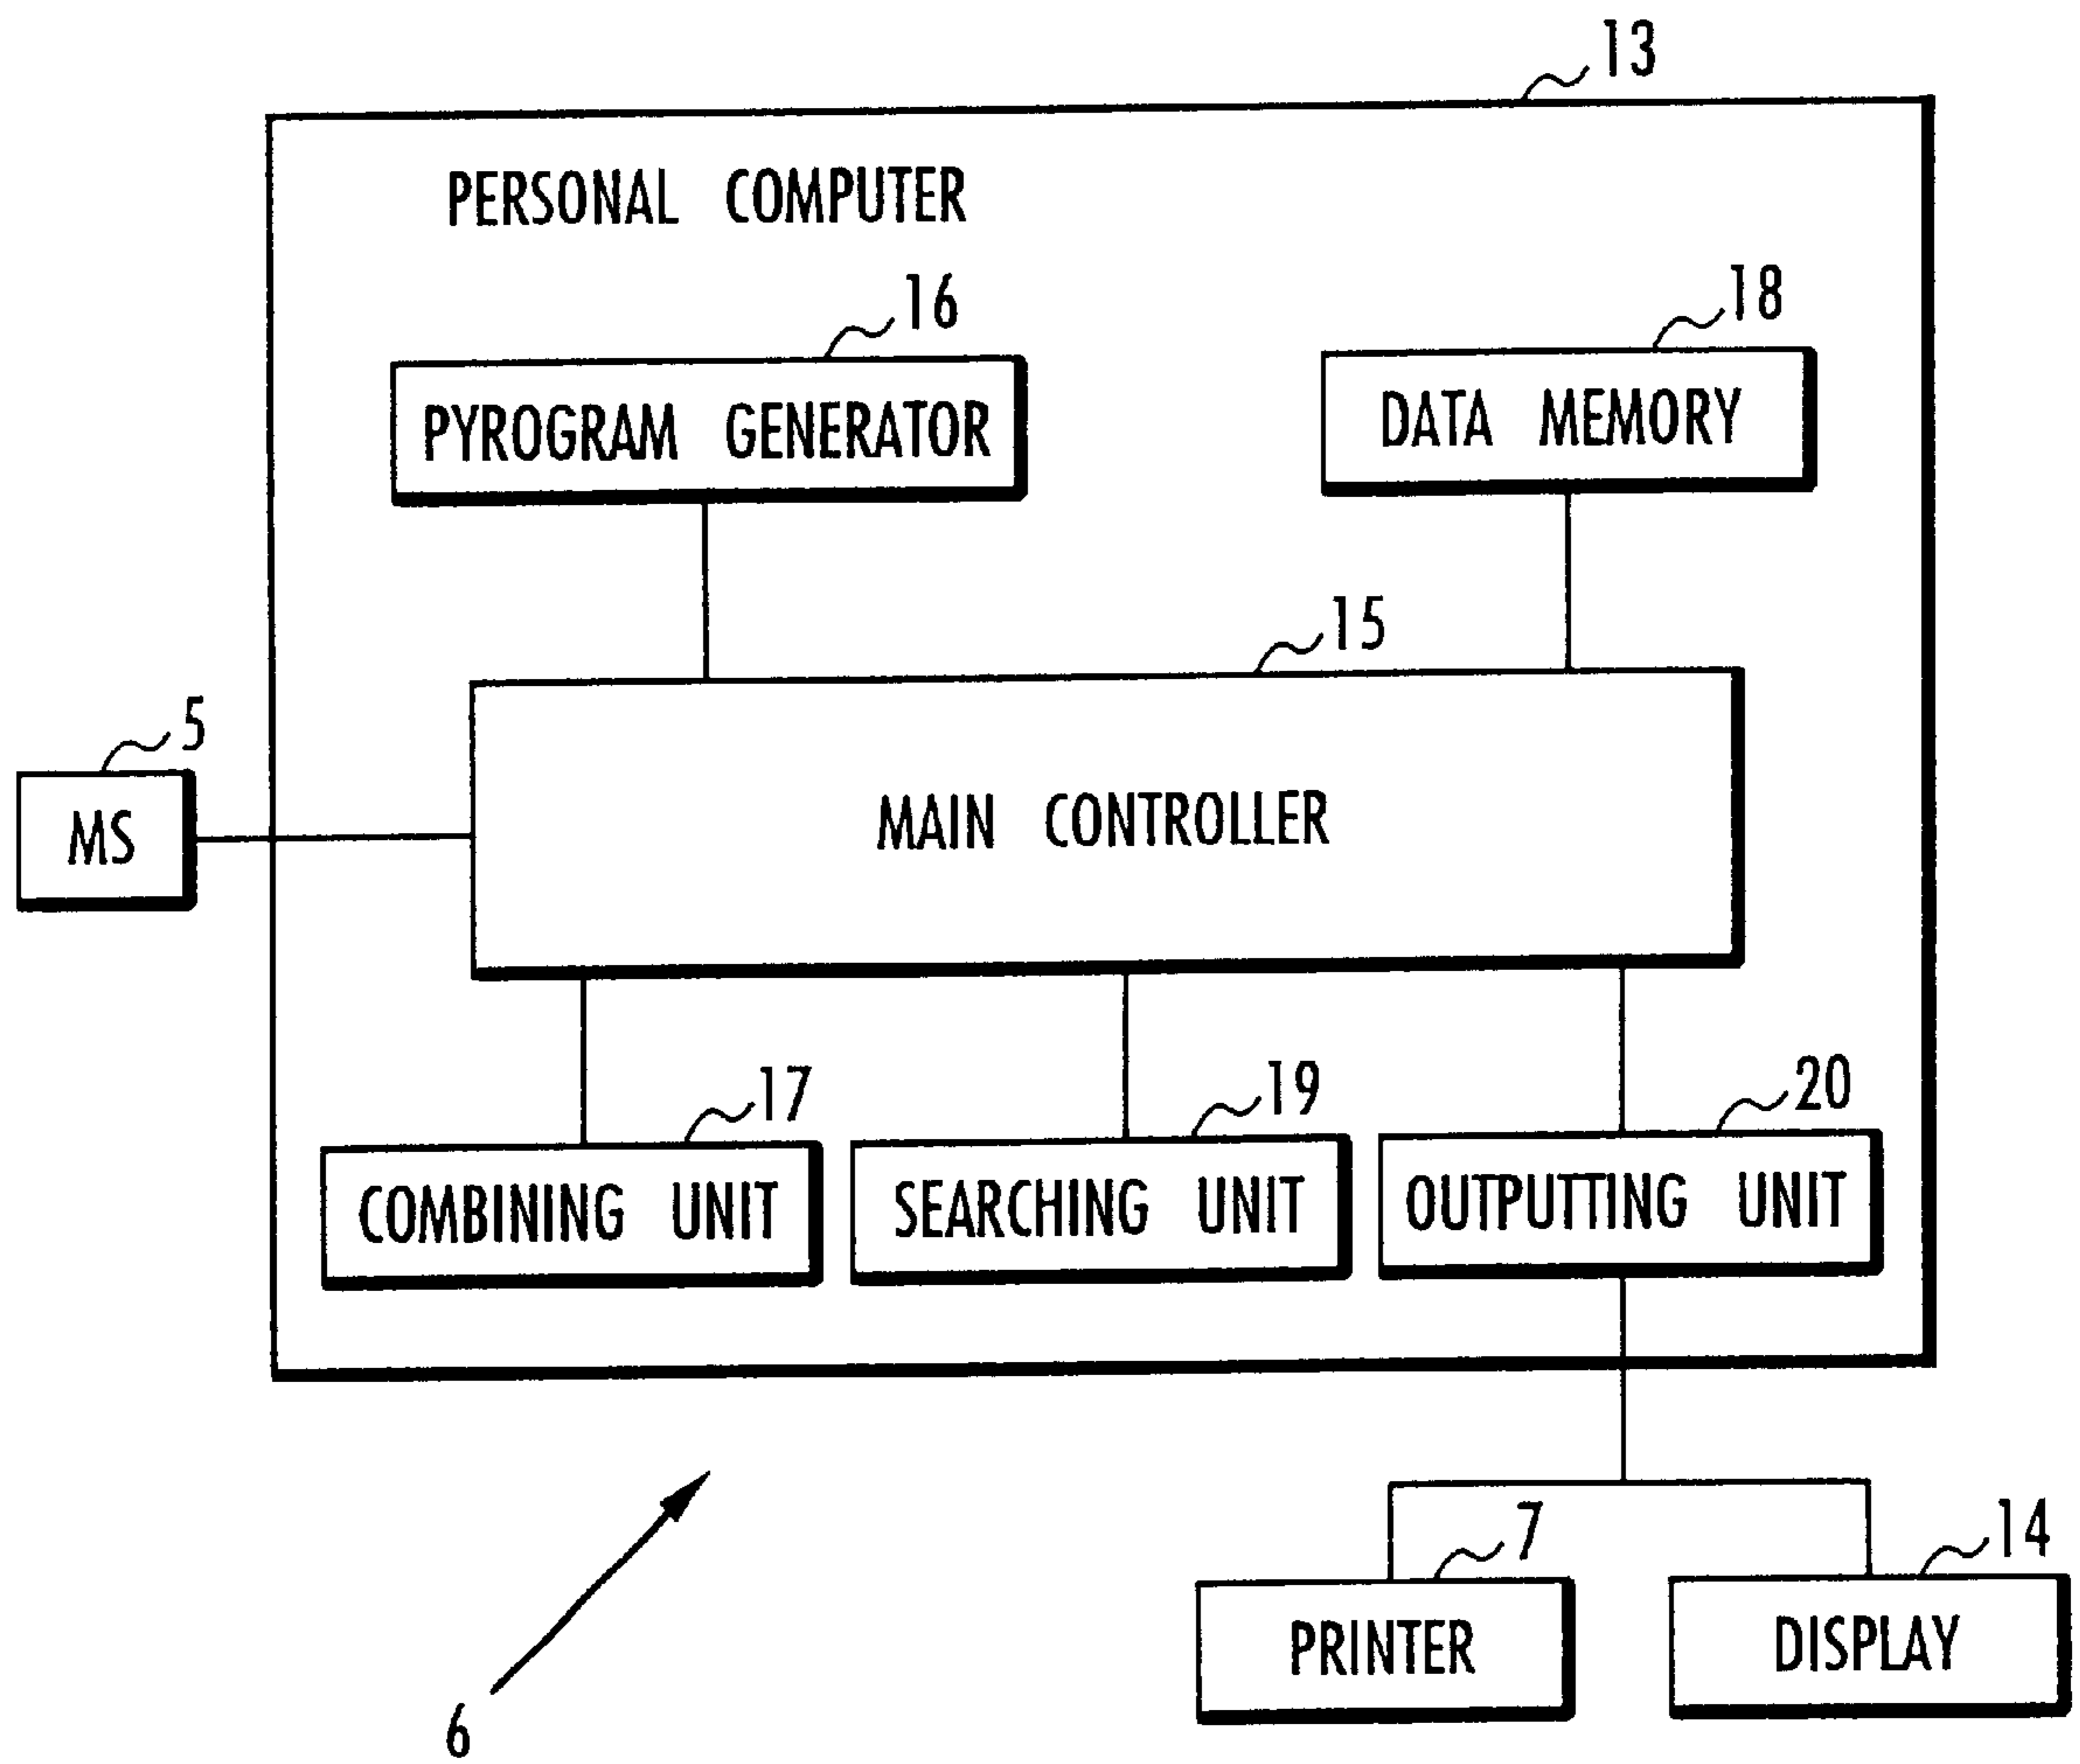 13
PERSONAL COMPUTER
16
18
PYROGRAM GENERATOR
DATA MEMORY
15
5
MS
MAIN CONTROLLER
17
19
20
COMBINING UNIT
SEARCHING UNIT
OUTPUTTING UNIT
7
14
PRINTER
DISPLAY
6